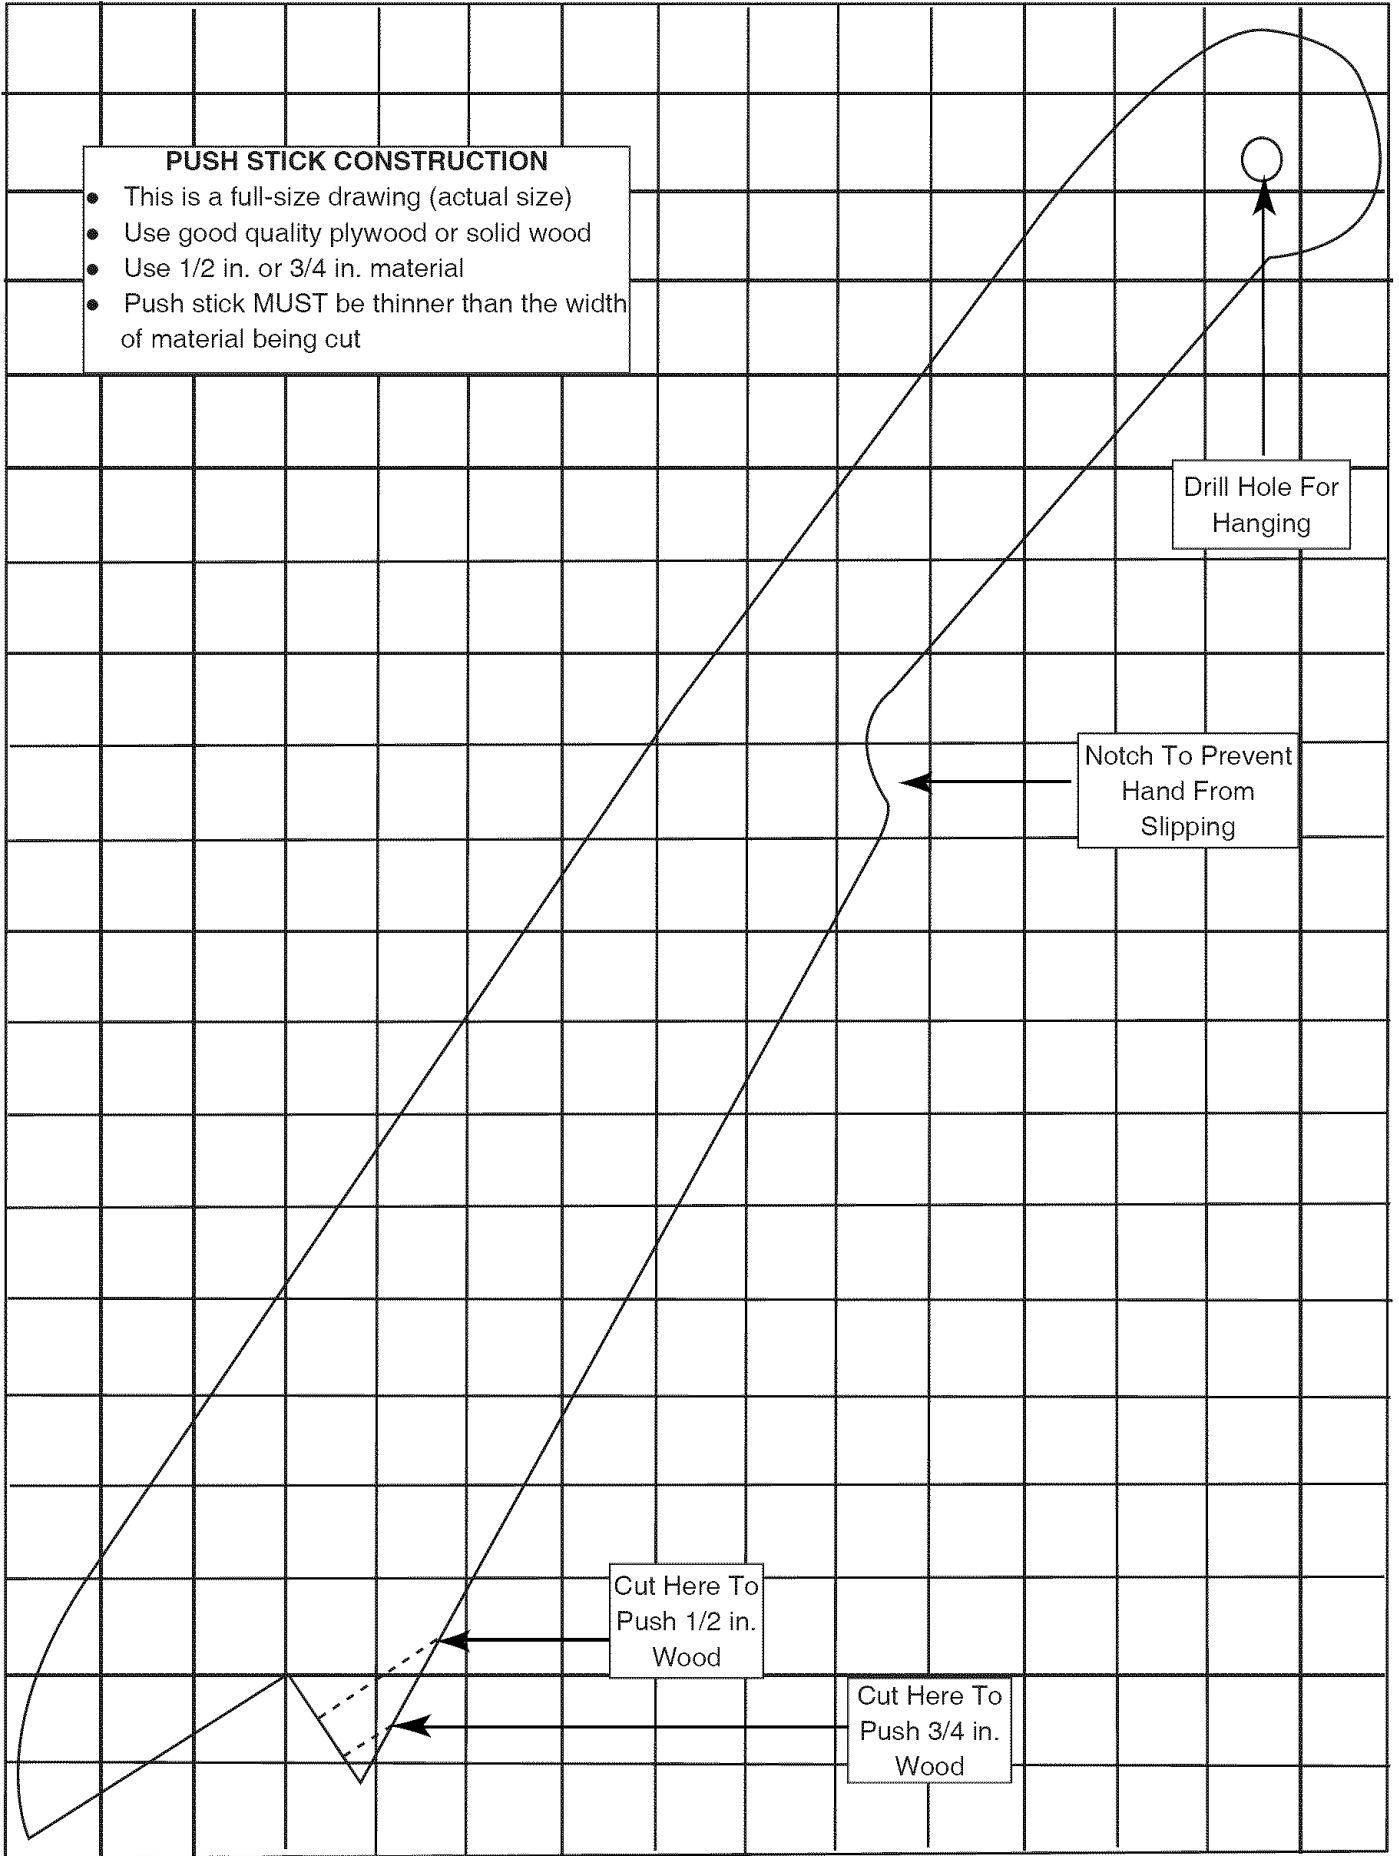 PUSH STICK CONSTRUCTION
● This is a full-size drawing (actual size)
● Use good quality plywood or solid wood
● Use 1/2 in. or 3/4 in. material
● Push stick MUST be thinner than the width
of material being cut
Drill Hole For
Hanging
Notch To Prevent
Hand From
Slipping
Cut Here To
Push 1/2 in.
Wood
Cut Here To
Push 3/4 in.
Wood